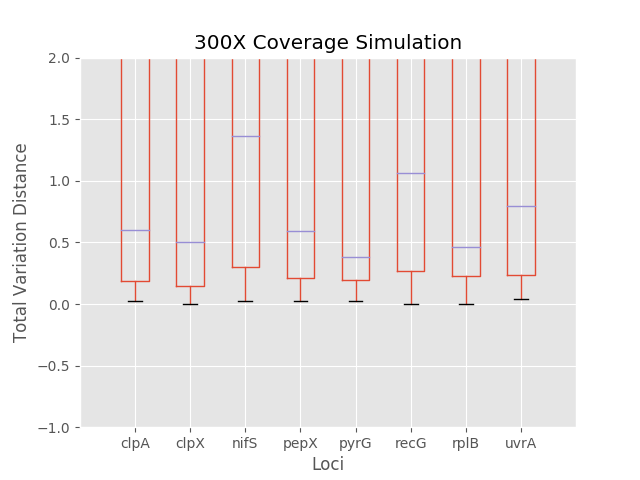 300X Coverage Simulation
Total Variation Distance
2.0
1.5
1.0
0.5
0.0
−0.5
−1.0
clpA clpX nifS pepX pyrG recG rplB uvrA
Loci